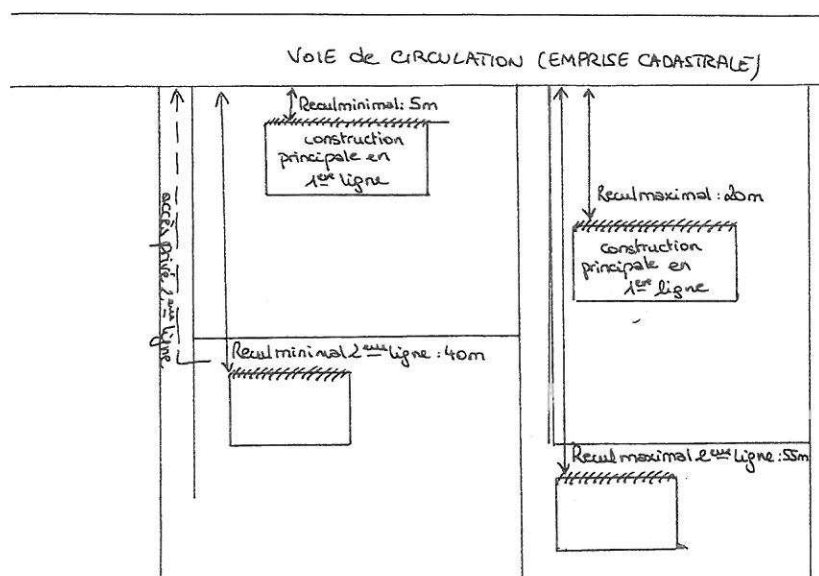 VOIE de CIRCULATION (EMPRISE CADASTRALE)
Recul minimal : 5m
construction
principale en
1ère ligne
Recul maximal : 20m
construction
principale en
1ère ligne
accès privé 2ème ligne
Recul minimal 2ème ligne : 40m
Recul maximal 2ème ligne : 55m